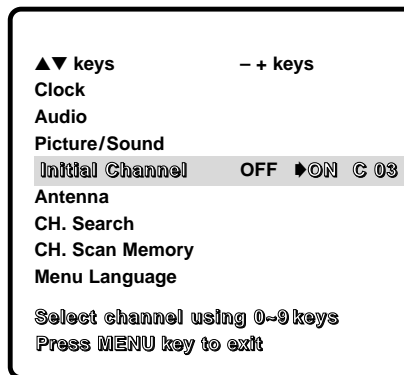 ▲▼ keys – + keys
Clock
Audio
Picture/Sound
Initial Channel OFF ➧ON C 03
Antenna
CH. Search
CH. Scan Memory
Menu Language
Select channel using 0~9 keys
Press MENU key to exit